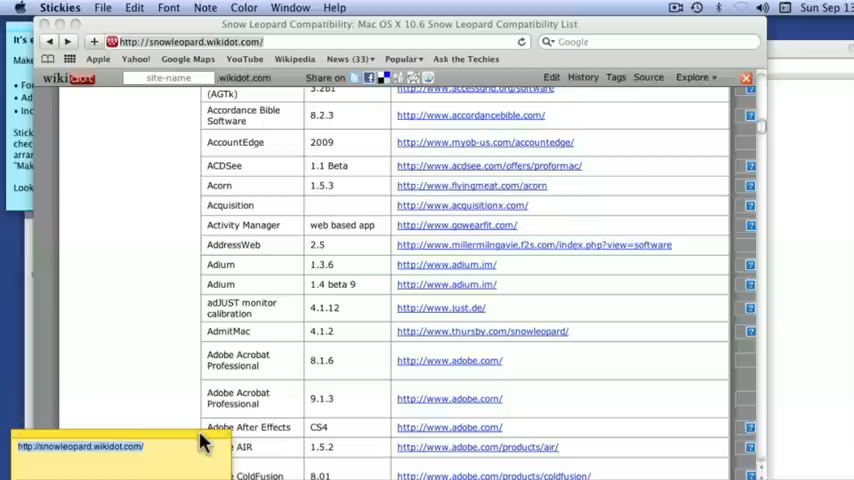 Stickies File Edit Font Note Color Window Help Sun Sep 13
Snow Leopard Compatibility: Mac OS X 10.6 Snow Leopard Compatibility List
http://snowleopard.wikidot.com/ Google
Apple Yahoo! Google Maps YouTube Wikipedia News (33) Popular Ask the Techies
wikidot site-name wikidot.com Share on Edit History Tags Source Explore »
(AGTk) 3.2b1 http://www.accessgrid.org/software
Accordance Bible
Software 8.2.3 http://www.accordancebible.com/
AccountEdge 2009 http://www.myob-us.com/accountedge/
ACDSee 1.1 Beta http://www.acdsee.com/offers/promac/
Acorn 1.5.3 http://www.flyingmeat.com/acorn
Acquisition http://www.acquisitionx.com/
Activity Manager web based app http://www.gowearfit.com/
AddressWeb 2.5 http://www.millermilngavie.f2s.com/index.php?view=software
Adium 1.3.6 http://www.adium.im/
Adium 1.4 beta 9 http://www.adium.im/
adJUST monitor
calibration 4.1.12 http://www.just.de/
AdmitMac 4.1.2 http://www.thursby.com/snowleopard/
Adobe Acrobat
Professional 8.1.6 http://www.adobe.com/
Adobe Acrobat
Professional 9.1.3 http://www.adobe.com/
Adobe After Effects CS4 http://www.adobe.com/
AIR 1.5.2 http://www.adobe.com/products/air/
ColdFusion 8.01 http://www.adobe.com/products/coldfusion/
It's e
Make
• Fo
• Ad
• Inc
Stick
check
arran
"Mak
Look
http://snowleopard.wikidot.com/